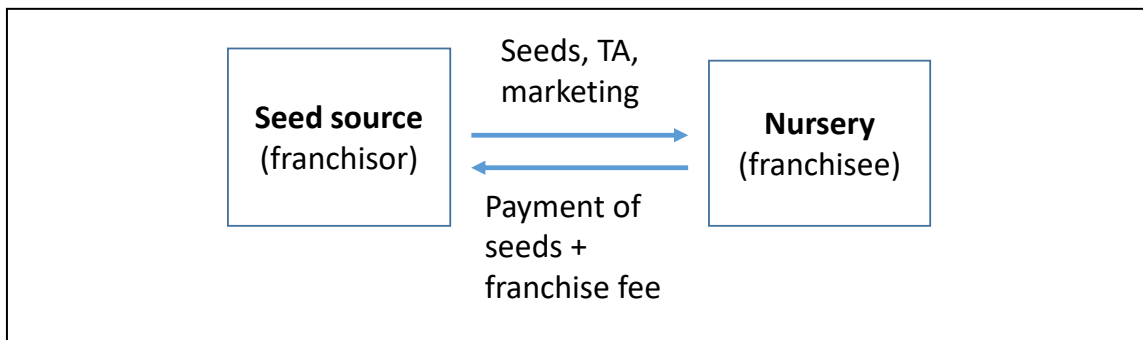 Seed source
(franchisor)
Seeds, TA,
marketing
Payment of
seeds +
franchise fee
Nursery
(franchisee)